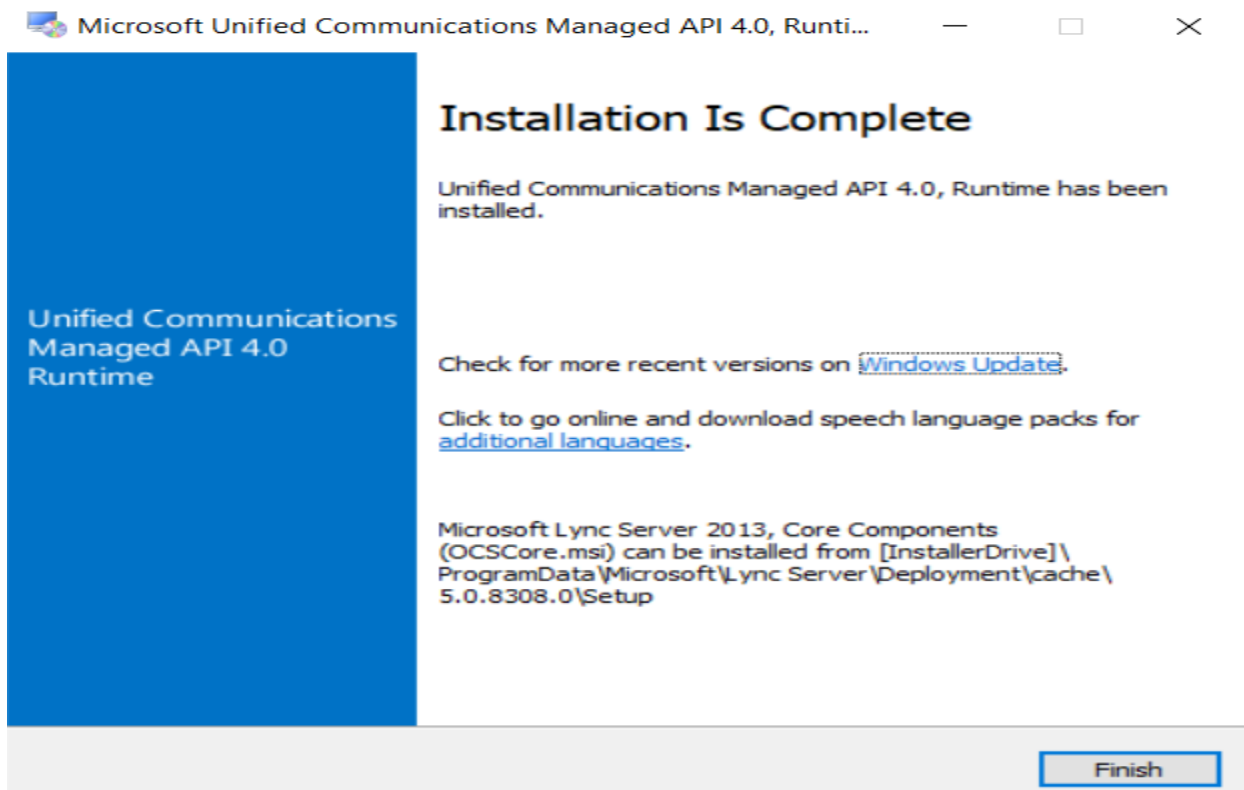 Microsoft Unified Communications Managed API 4.0, Runti...
Installation Is Complete
Unified Communications Managed API 4.0, Runtime has been
installed.
Unified Communications
Managed API 4.0
Runtime
Check for more recent versions on Windows Update.
Click to go online and download speech language packs for
additional languages.
Microsoft Lync Server 2013, Core Components
(OCSCore.msi) can be installed from [InstallerDrive]\
ProgramData\Microsoft\Lync Server\Deployment\cache\
5.0.8308.0\Setup
Finish